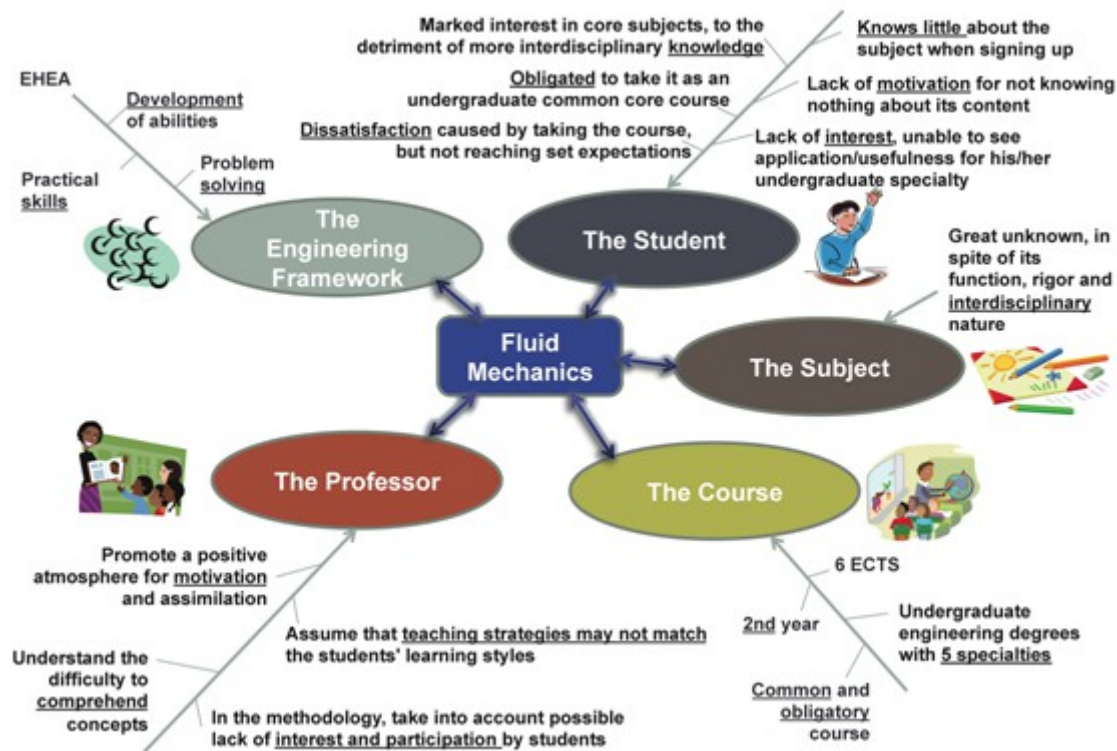 Marked interest in core subjects, to the
detriment of more interdisciplinary knowledge
Obligated to take it as an
undergraduate common core course
Dissatisfaction caused by taking the course,
but not reaching set expectations
Knows little about the
subject when signing up
Lack of motivation for not knowing
nothing about its content
Lack of interest, unable to see
application/usefulness for his/her
undergraduate specialty
EHEA
Development
of abilities
Practical
skills
Problem
solving
The
Engineering
Framework
The Student
Great unknown, in
spite of its
function, rigor and
interdisciplinary
nature
Fluid
Mechanics
The Subject
The Professor
The Course
Promote a positive
atmosphere for motivation
and assimilation
Assume that teaching strategies may not match
the students' learning styles
Understand the
difficulty to
comprehend
concepts
In the methodology, take into account possible
lack of interest and participation by students
6 ECTS
2nd year
Undergraduate
engineering degrees
with 5 specialties
Common and
obligatory
course